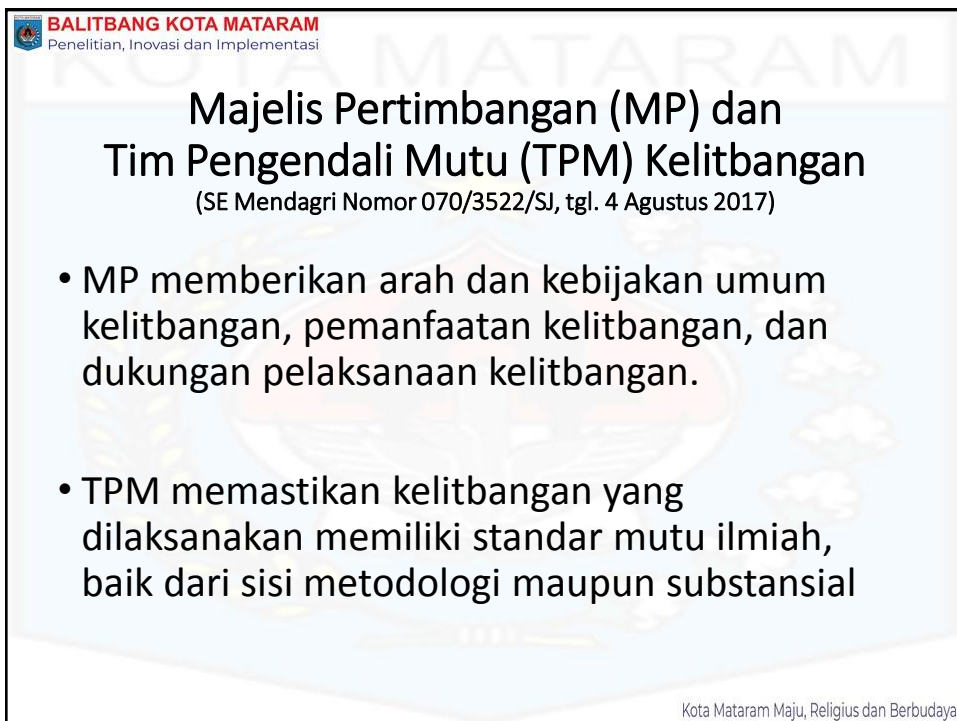 BALITBANG KOTA MATARAM
Penelitian, Inovasi dan Implementasi
KOTA MATARAM
Majelis Pertimbangan (MP) dan
Tim Pengendali Mutu (TPM) Kelitbangan
(SE Mendagri Nomor 070/3522/SJ, tgl. 4 Agustus 2017)
• MP memberikan arah dan kebijakan umum
kelitbangan, pemanfaatan kelitbangan, dan
dukungan pelaksanaan kelitbangan.
• TPM memastikan kelitbangan yang
dilaksanakan memiliki standar mutu ilmiah,
baik dari sisi metodologi maupun substansial
Kota Mataram Maju, Religius dan Berbudaya